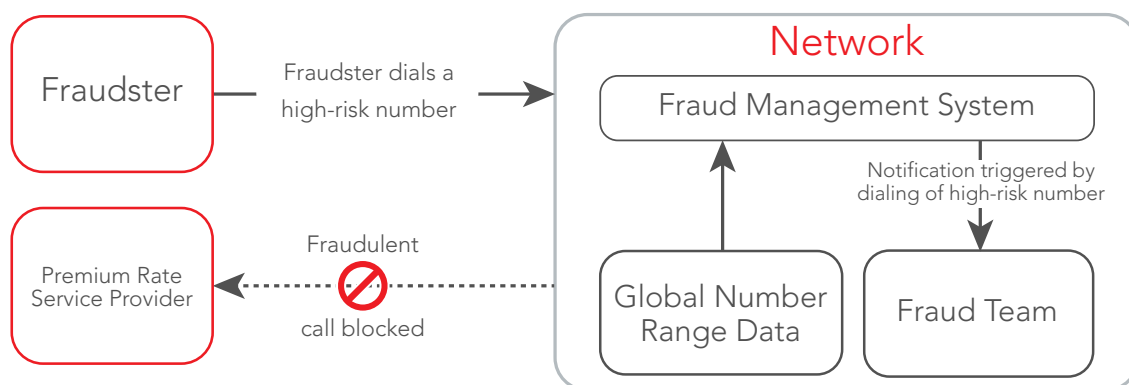 Network
Fraudster
Fraudster dials a
high-risk number
Fraud Management System
Notification triggered by
dialing of high-risk number
Premium Rate
Service Provider
Fraudulent
call blocked
Global Number
Range Data
Fraud Team